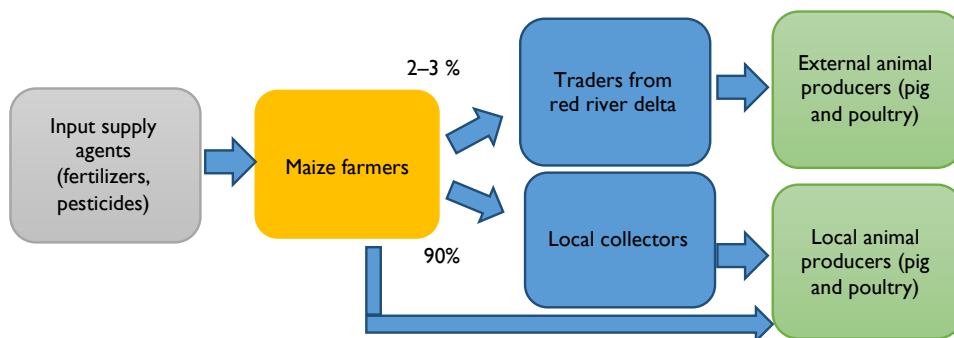 Input supply
agents
(fertilizers,
pesticides)
Maize farmers
2–3 %
90%
Traders from
red river delta
Local collectors
External animal
producers (pig
and poultry)
Local animal
producers (pig
and poultry)